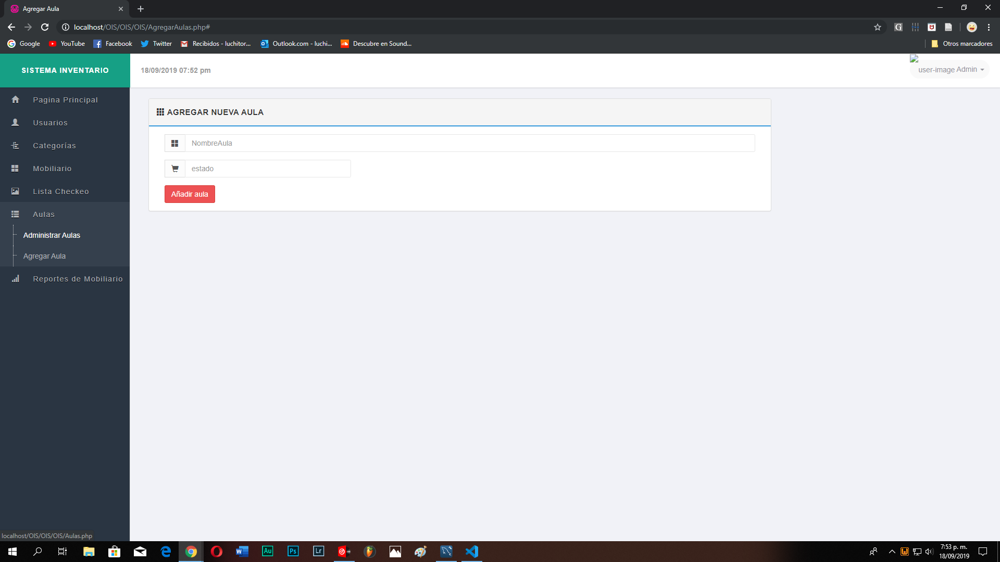 Agregar Aula
localhost/OIS/OIS/OIS/AgregarAulas.php#
Google YouTube Facebook Twitter Recibidos - luchitor... Outlook.com - luchi... Descubre en Sound... Otros marcadores
SISTEMA INVENTARIO
18/09/2019 07:52 pm
user-image Admin
Pagina Principal
Usuarios
Categorías
Mobiliario
Lista Checkeo
Aulas
Administrar Aulas
Agregar Aula
Reportes de Mobiliario
AGREGAR NUEVA AULA
NombreAula
estado
Añadir aula
localhost/OIS/OIS/OIS/Aulas.php
Au Ps Lr
7:53 p. m.
18/09/2019